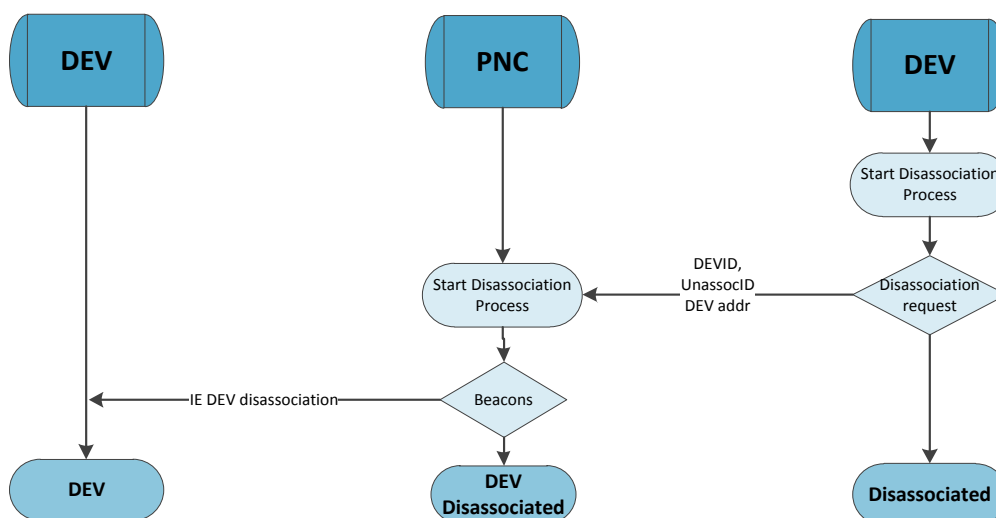 DEV
PNC
DEV
Start Disassociation
Process
DEVID,
UnassocID
DEV addr
Start Disassociation
Process
Disassociation
request
IE DEV disassociation
Beacons
DEV
DEV
Disassociated
Disassociated